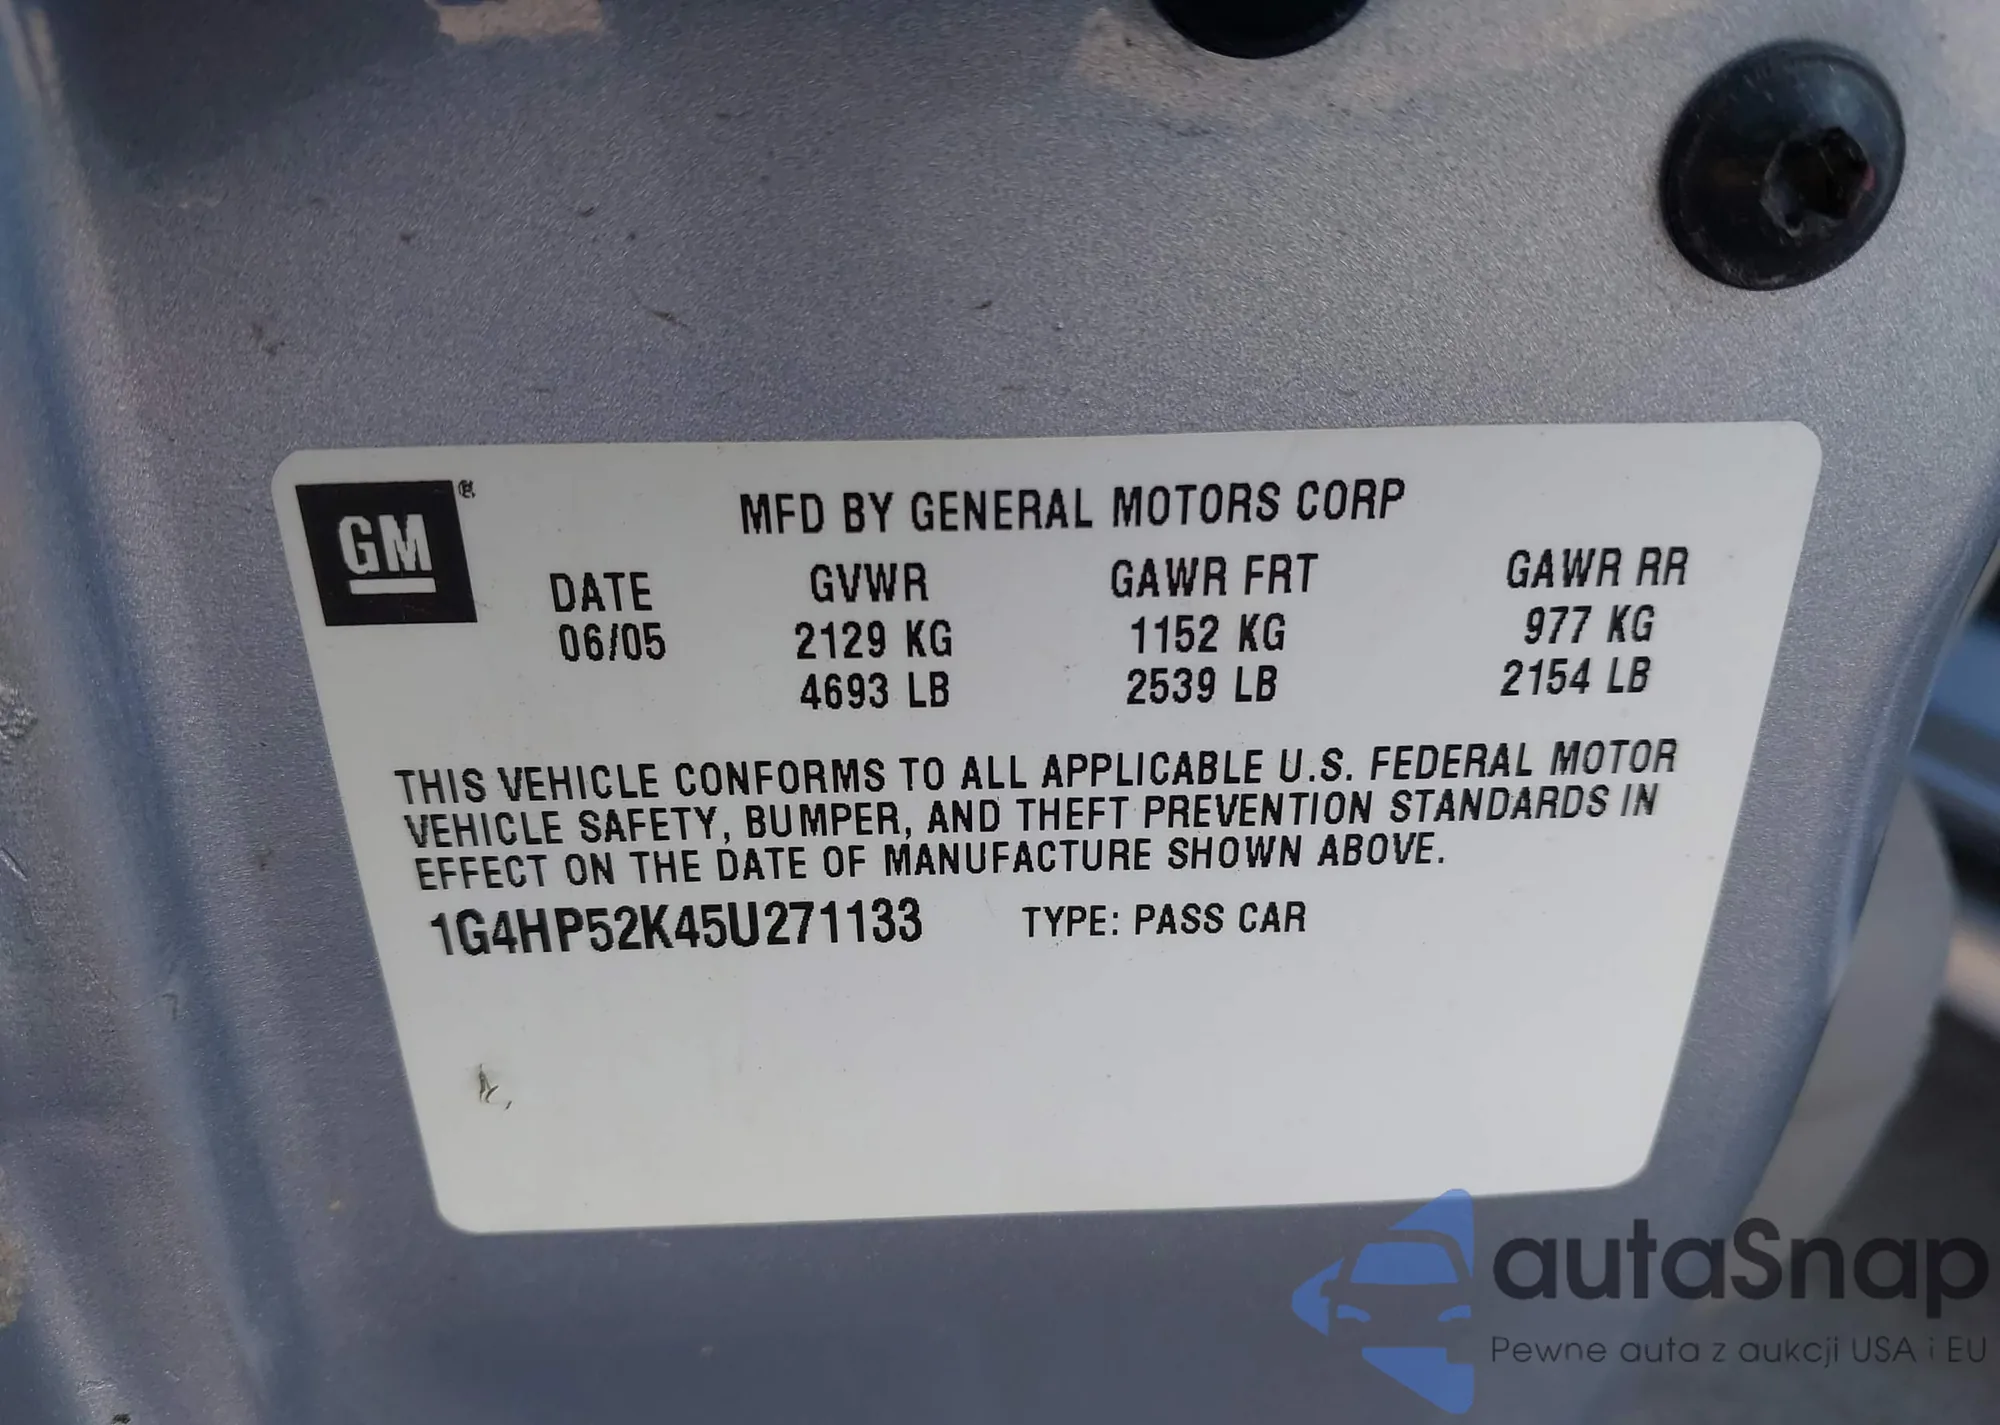 GM®
MFD BY GENERAL MOTORS CORP
DATE GVWR GAWR FRT GAWR RR
06/05 2129 KG 1152 KG 977 KG
4693 LB 2539 LB 2154 LB
THIS VEHICLE CONFORMS TO ALL APPLICABLE U.S. FEDERAL MOTOR
VEHICLE SAFETY, BUMPER, AND THEFT PREVENTION STANDARDS IN
EFFECT ON THE DATE OF MANUFACTURE SHOWN ABOVE.
1G4HP52K45U271133 TYPE: PASS CAR
autaSnap
Pewne auta z aukcji USA i EU